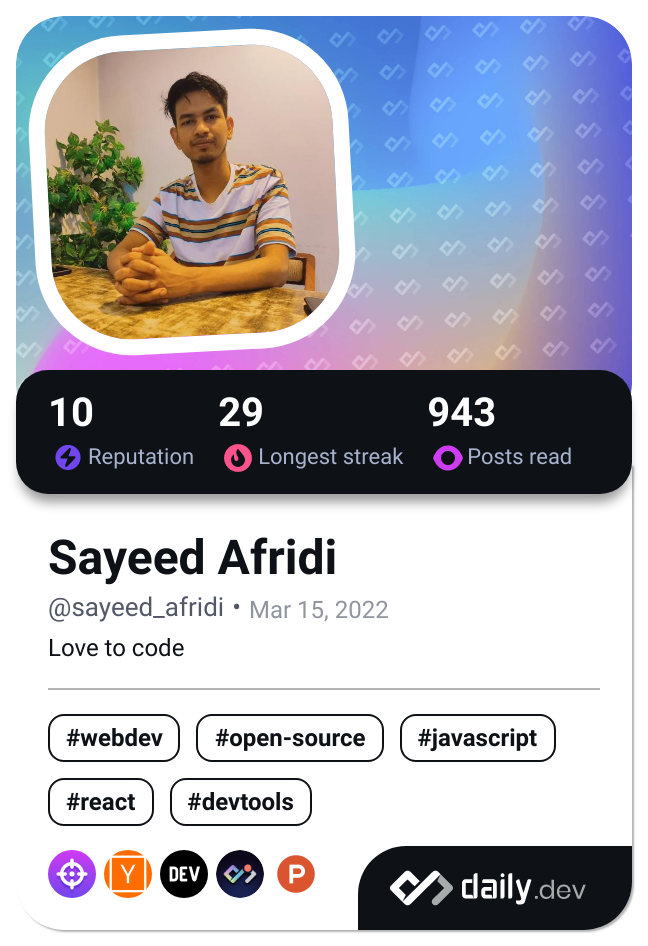 10 29 943
Reputation Longest streak Posts read
Sayeed Afridi
@sayeed_afridi • Mar 15, 2022
Love to code
#webdev #open-source #javascript
#react #devtools
Y DEV P daily.dev